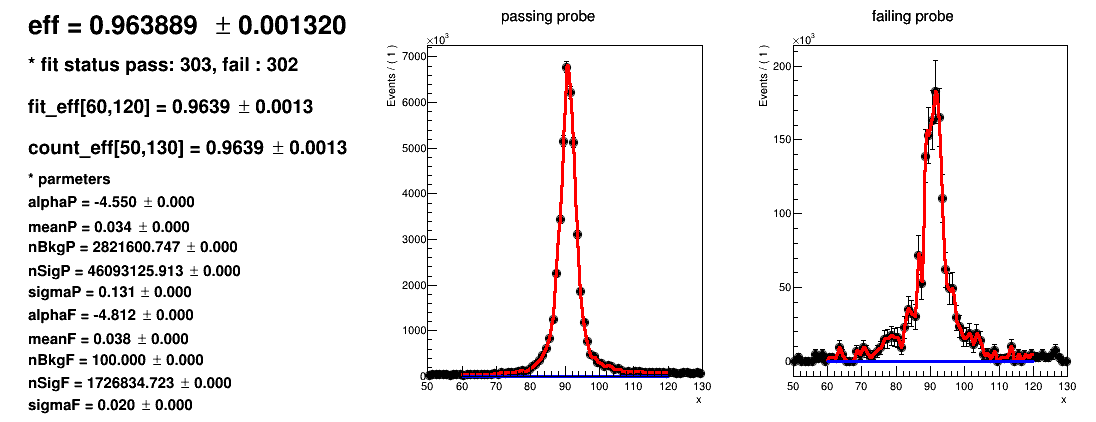 eff = 0.963889 ± 0.001320
* fit status pass: 303, fail : 302
fit_eff[60,120] = 0.9639 ± 0.0013
count_eff[50,130] = 0.9639 ± 0.0013
* parmeters
alphaP = -4.550 ± 0.000
meanP = 0.034 ± 0.000
nBkgP = 2821600.747 ± 0.000
nSigP = 46093125.913 ± 0.000
sigmaP = 0.131 ± 0.000
alphaF = -4.812 ± 0.000
meanF = 0.038 ± 0.000
nBkgF = 100.000 ± 0.000
nSigF = 1726834.723 ± 0.000
sigmaF = 0.020 ± 0.000
passing probe
×10³
Events / ( 1 )
7000
6000
5000
4000
3000
2000
1000
0
50 60 70 80 90 100 110 120 130
x
failing probe
×10³
Events / ( 1 )
200
150
100
50
0
50 60 70 80 90 100 110 120 130
x